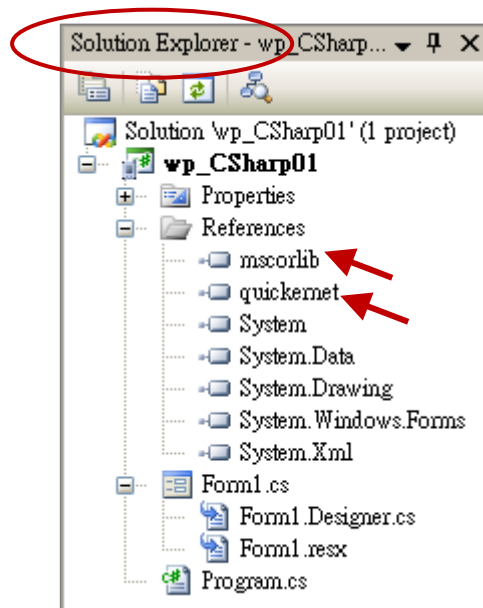 Solution Explorer - wp_CSharp...
Solution 'wp_CSharp01' (1 project)
wp_CSharp01
Properties
References
mscorlib
quickernet
System
System.Data
System.Drawing
System.Windows.Forms
System.Xml
Form1.cs
Form1.Designer.cs
Form1.resx
Program.cs